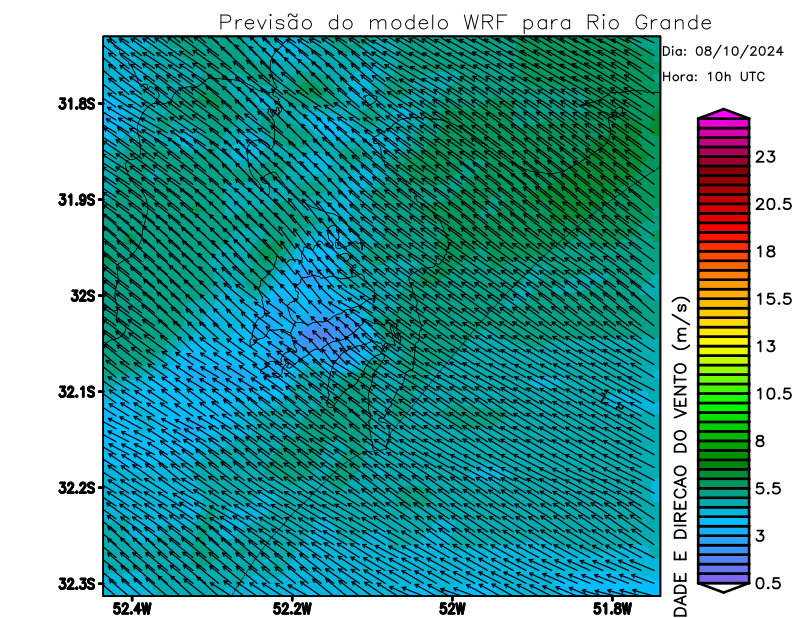 Previsão do modelo WRF para Rio Grande
Dia: 08/10/2024
Hora: 10h UTC
31.8S
31.9S
32S
32.1S
32.2S
32.3S
52.4W
52.2W
52W
51.8W
DADE E DIRECAO DO VENTO (m/s)
23
20.5
18
15.5
13
10.5
8
5.5
3
0.5